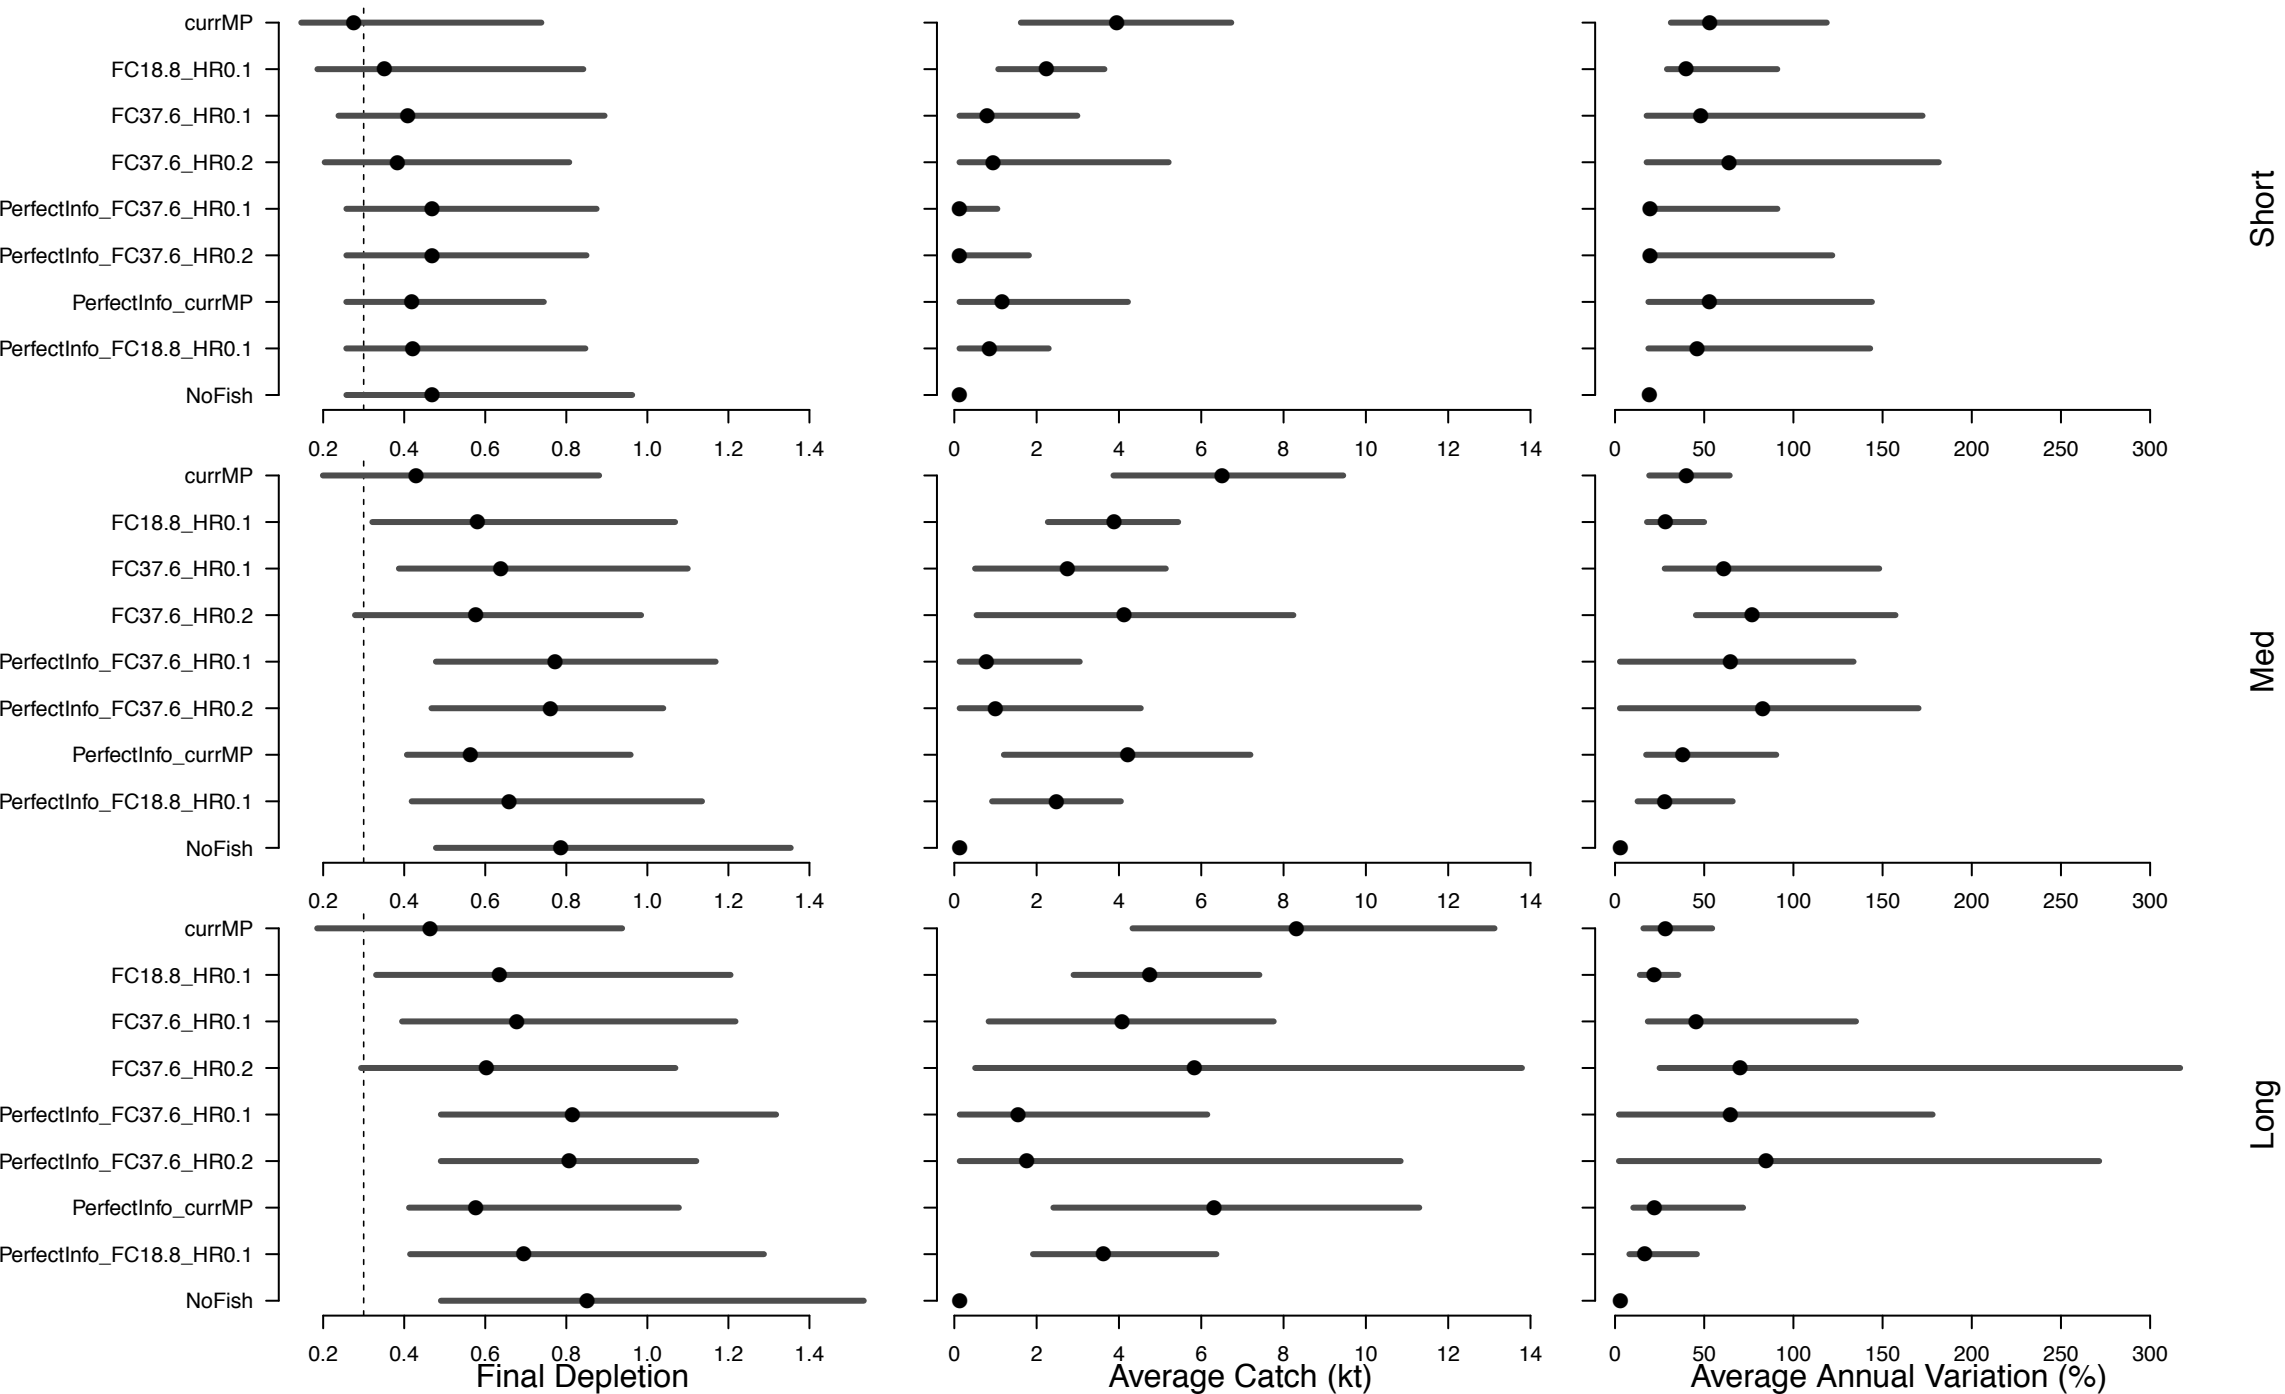 currMP
FC18.8_HR0.1
FC37.6_HR0.1
FC37.6_HR0.2
PerfectInfo_FC37.6_HR0.1
PerfectInfo_FC37.6_HR0.2
PerfectInfo_currMP
PerfectInfo_FC18.8_HR0.1
NoFish
0.2 0.4 0.6 0.8 1.0 1.2 1.4
0 2 4 6 8 10 12 14
0 50 100 150 200 250 300
Short
currMP
FC18.8_HR0.1
FC37.6_HR0.1
FC37.6_HR0.2
PerfectInfo_FC37.6_HR0.1
PerfectInfo_FC37.6_HR0.2
PerfectInfo_currMP
PerfectInfo_FC18.8_HR0.1
NoFish
0.2 0.4 0.6 0.8 1.0 1.2 1.4
0 2 4 6 8 10 12 14
0 50 100 150 200 250 300
Med
currMP
FC18.8_HR0.1
FC37.6_HR0.1
FC37.6_HR0.2
PerfectInfo_FC37.6_HR0.1
PerfectInfo_FC37.6_HR0.2
PerfectInfo_currMP
PerfectInfo_FC18.8_HR0.1
NoFish
0.2 0.4 0.6 0.8 1.0 1.2 1.4
0 2 4 6 8 10 12 14
0 50 100 150 200 250 300
Long
Final Depletion
Average Catch (kt)
Average Annual Variation (%)